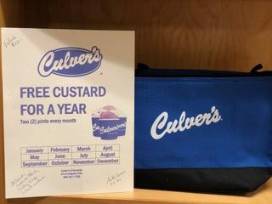 Culver's
FREE CUSTARD
FOR A YEAR
Two (2) pints every month
Culver's
January February March April
May June July August
September October November December
Culver's